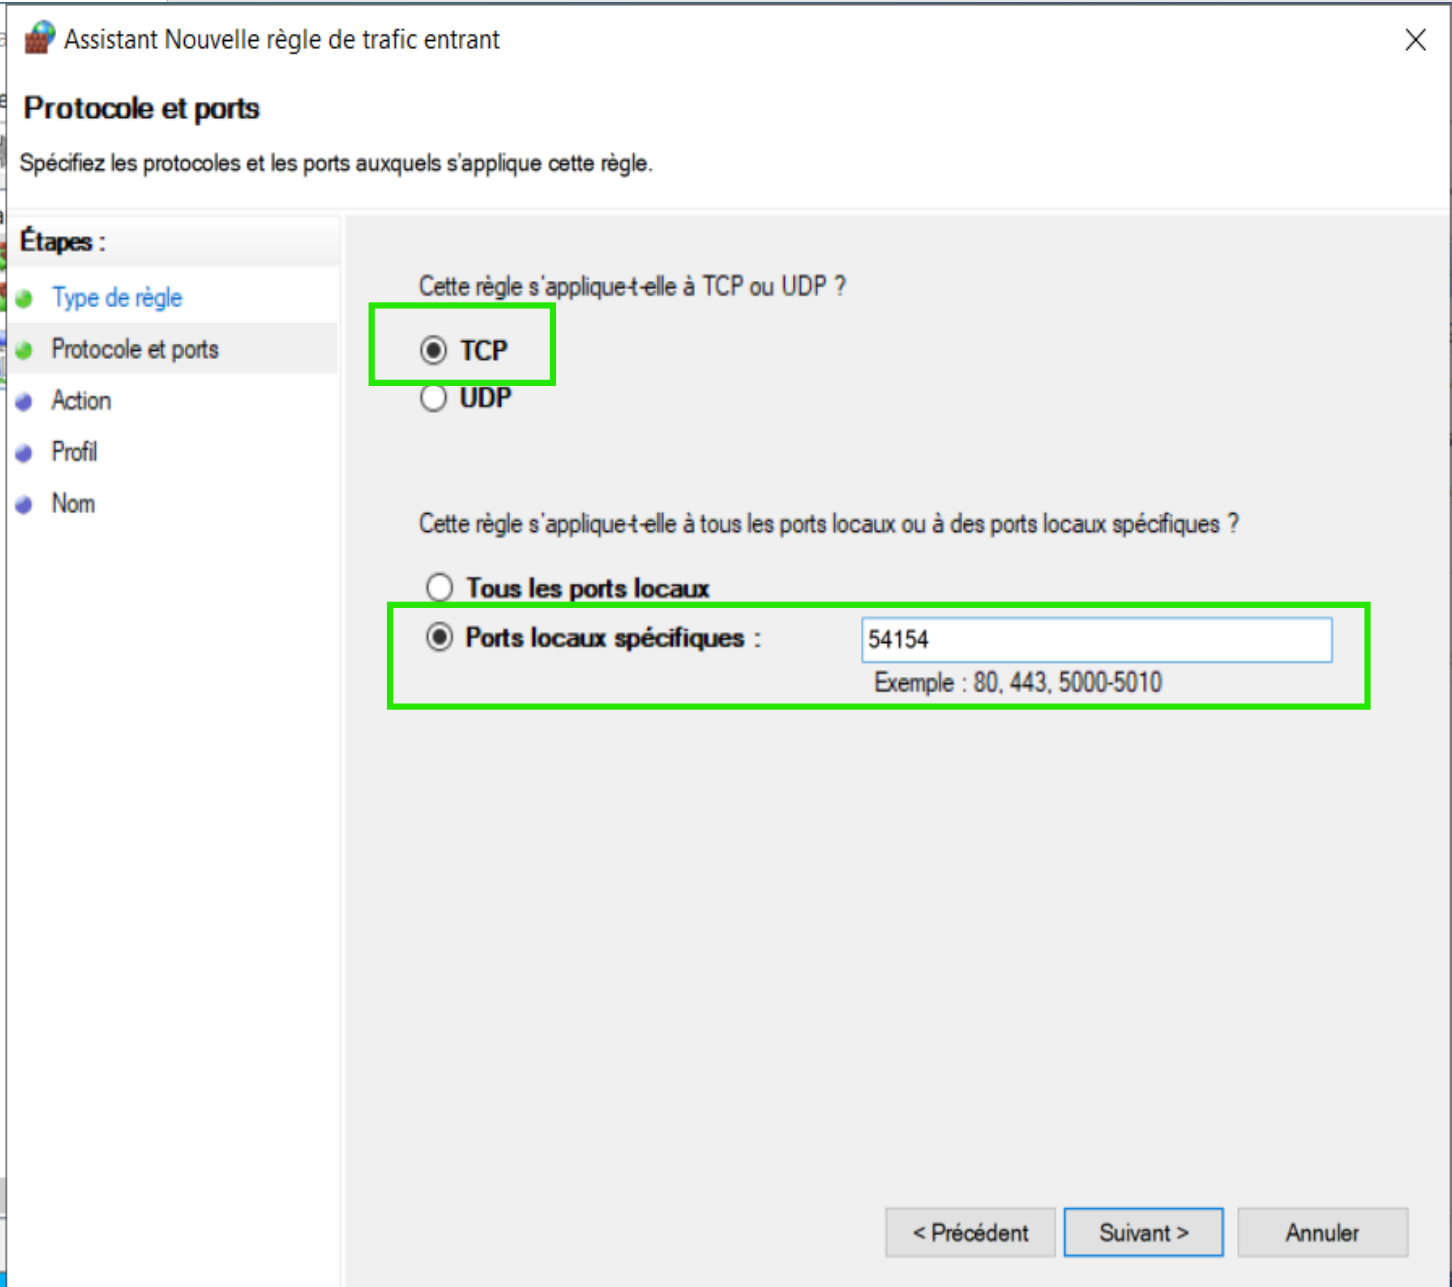 Assistant Nouvelle règle de trafic entrant
Protocole et ports
Spécifiez les protocoles et les ports auxquels s'applique cette règle.
Étapes :
Type de règle
Protocole et ports
Action
Profil
Nom
Cette règle s'applique-t-elle à TCP ou UDP ?
TCP
UDP
Cette règle s'applique-t-elle à tous les ports locaux ou à des ports locaux spécifiques ?
Tous les ports locaux
Ports locaux spécifiques : 54154
Exemple : 80, 443, 5000-5010
< Précédent Suivant > Annuler